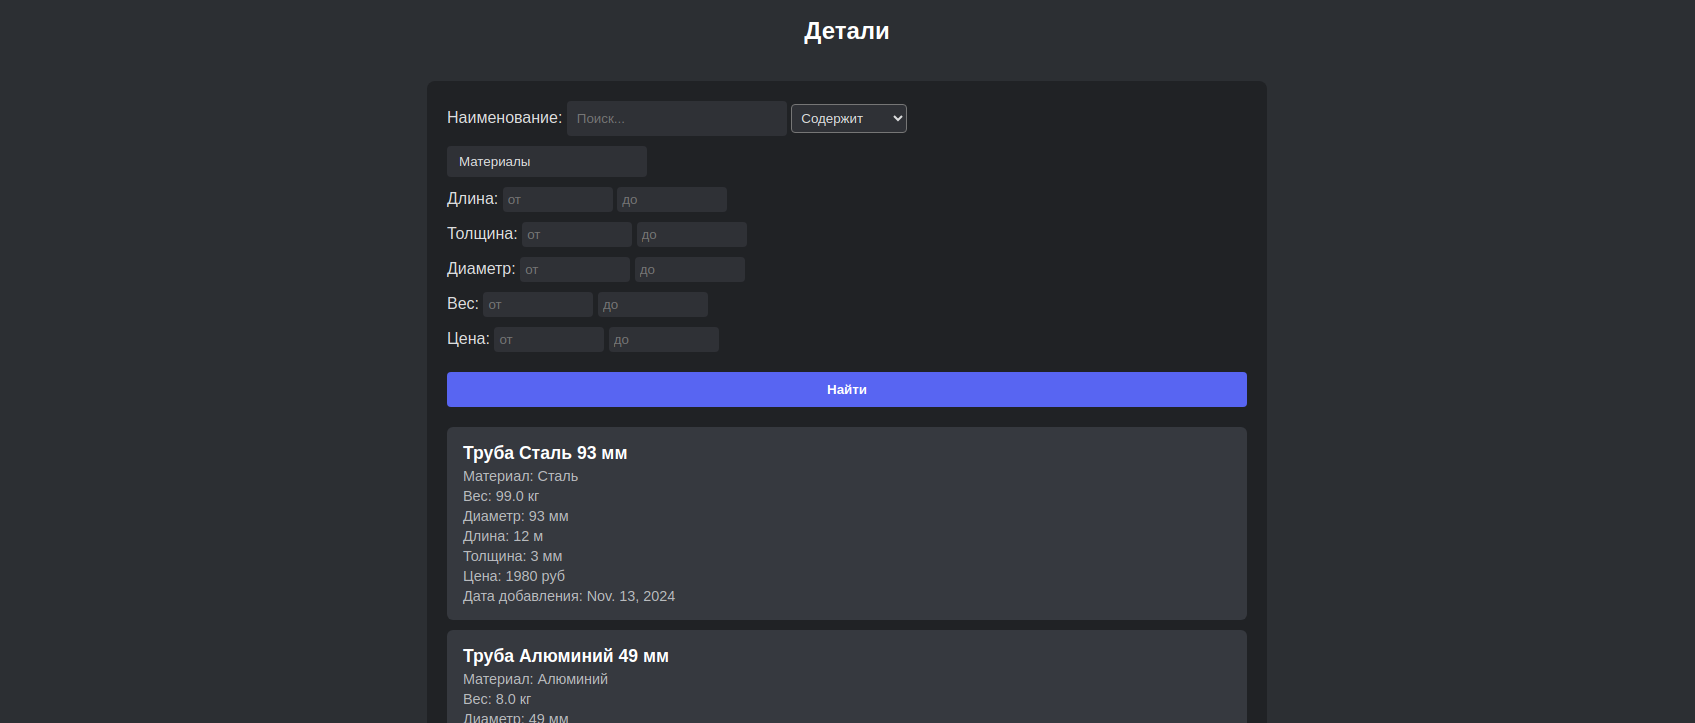 Детали
Наименование: Поиск... Содержит
Материалы
Длина: от до
Толщина: от до
Диаметр: от до
Вес: от до
Цена: от до
Найти
Труба Сталь 93 мм
Материал: Сталь
Вес: 99.0 кг
Диаметр: 93 мм
Длина: 12 м
Толщина: 3 мм
Цена: 1980 руб
Дата добавления: Nov. 13, 2024
Труба Алюминий 49 мм
Материал: Алюминий
Вес: 8.0 кг
Диаметр: 49 мм